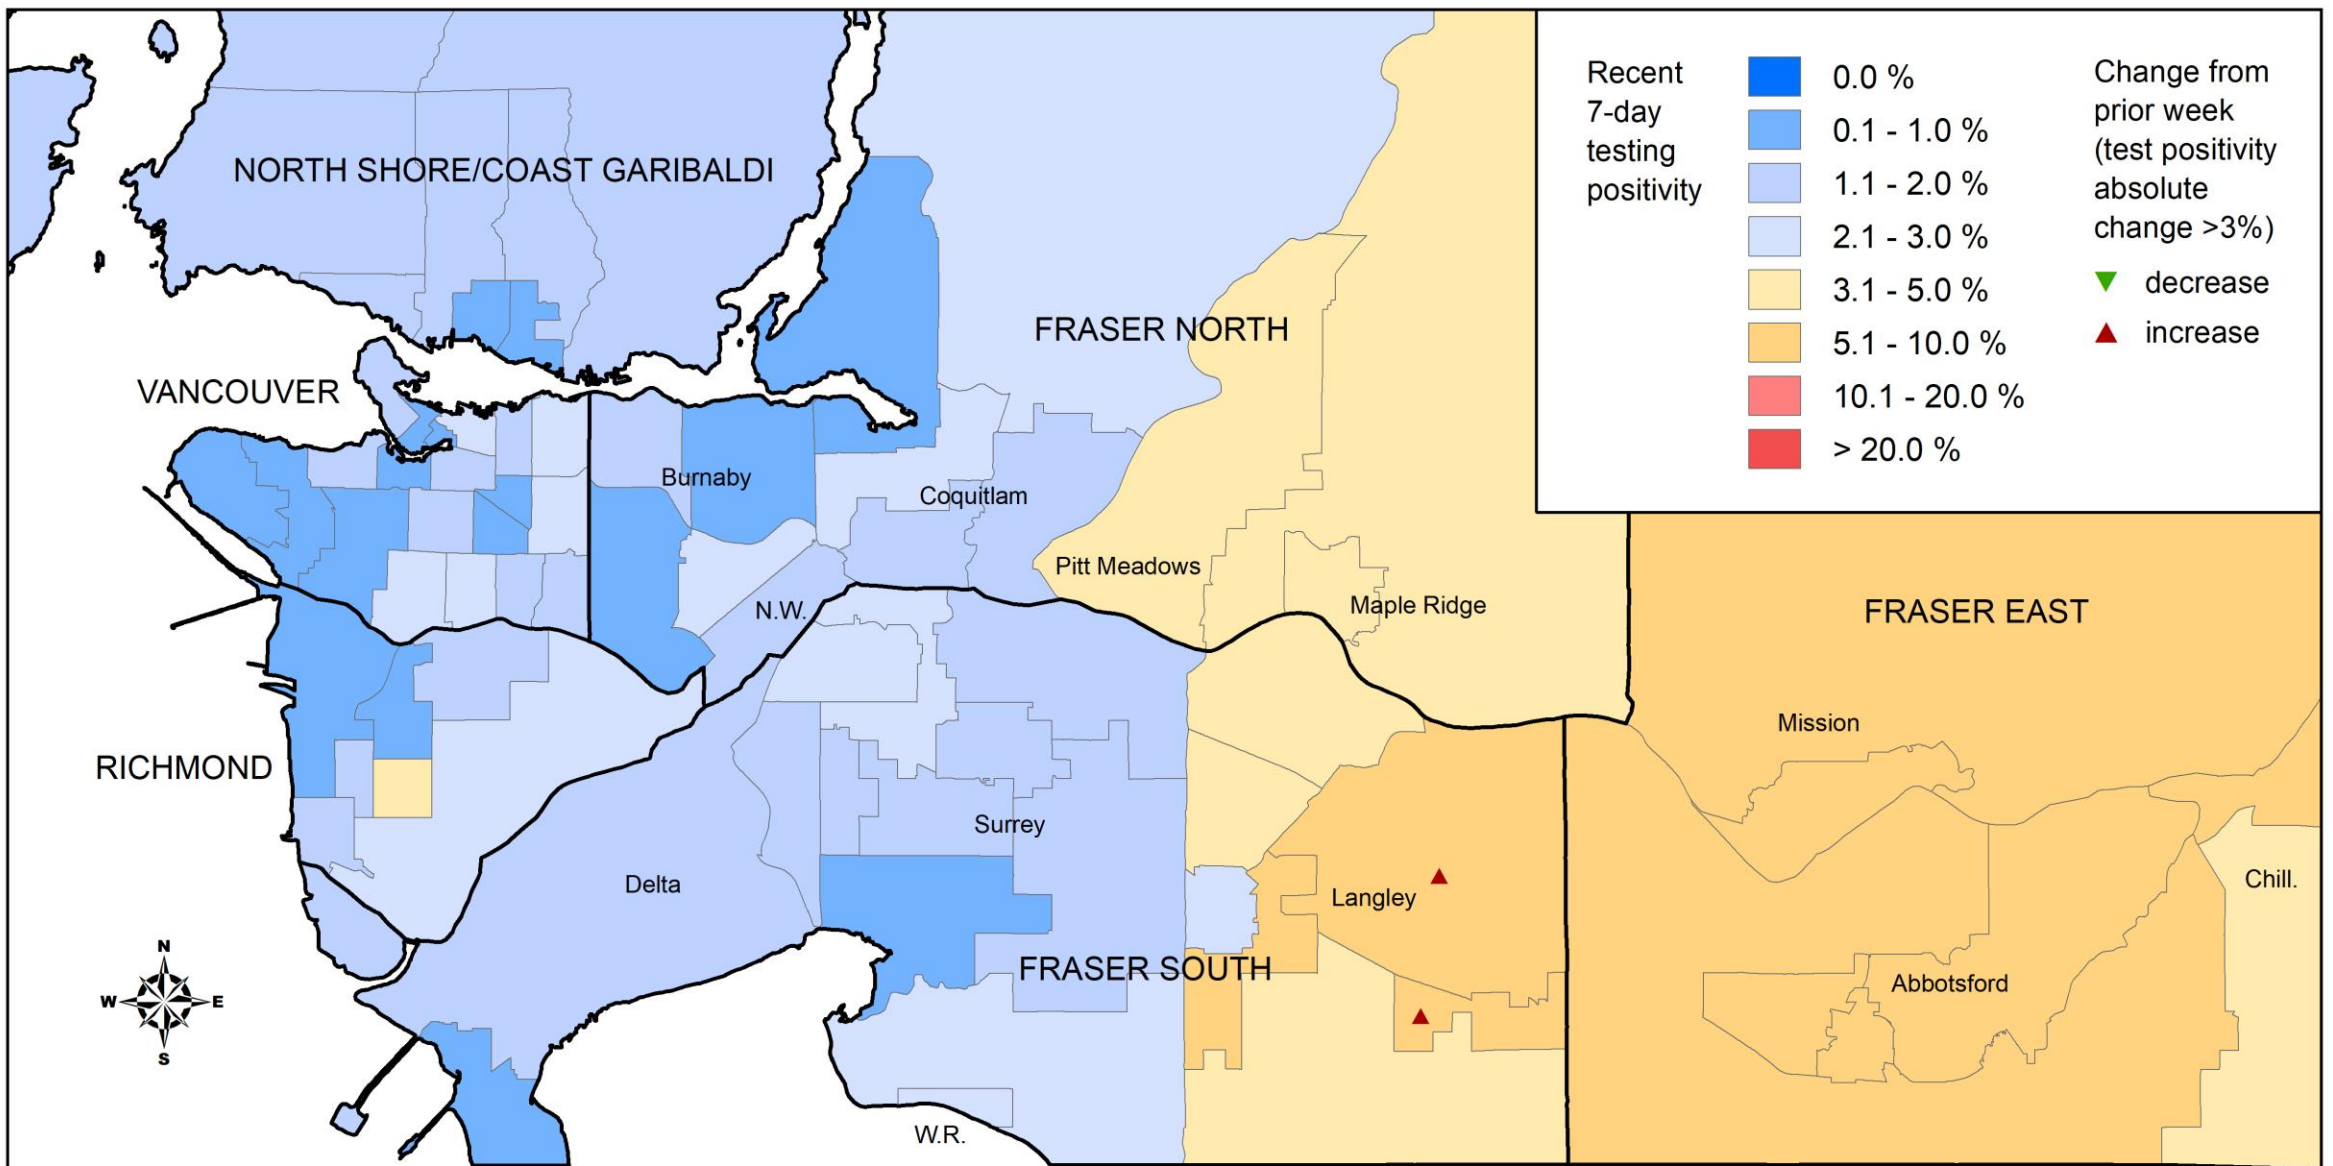 NORTH SHORE/COAST GARIBALDI
VANCOUVER
FRASER NORTH
Burnaby
Coquitlam
Pitt Meadows
N.W.
Maple Ridge
FRASER EAST
Mission
RICHMOND
Surrey
Delta
Langley
Chill.
FRASER SOUTH
Abbotsford
W.R.
N
W
E
S
Recent
7-day
testing
positivity
0.0 %
0.1 - 1.0 %
1.1 - 2.0 %
2.1 - 3.0 %
3.1 - 5.0 %
5.1 - 10.0 %
10.1 - 20.0 %
> 20.0 %
Change from
prior week
(test positivity
absolute
change >3%)
decrease
increase